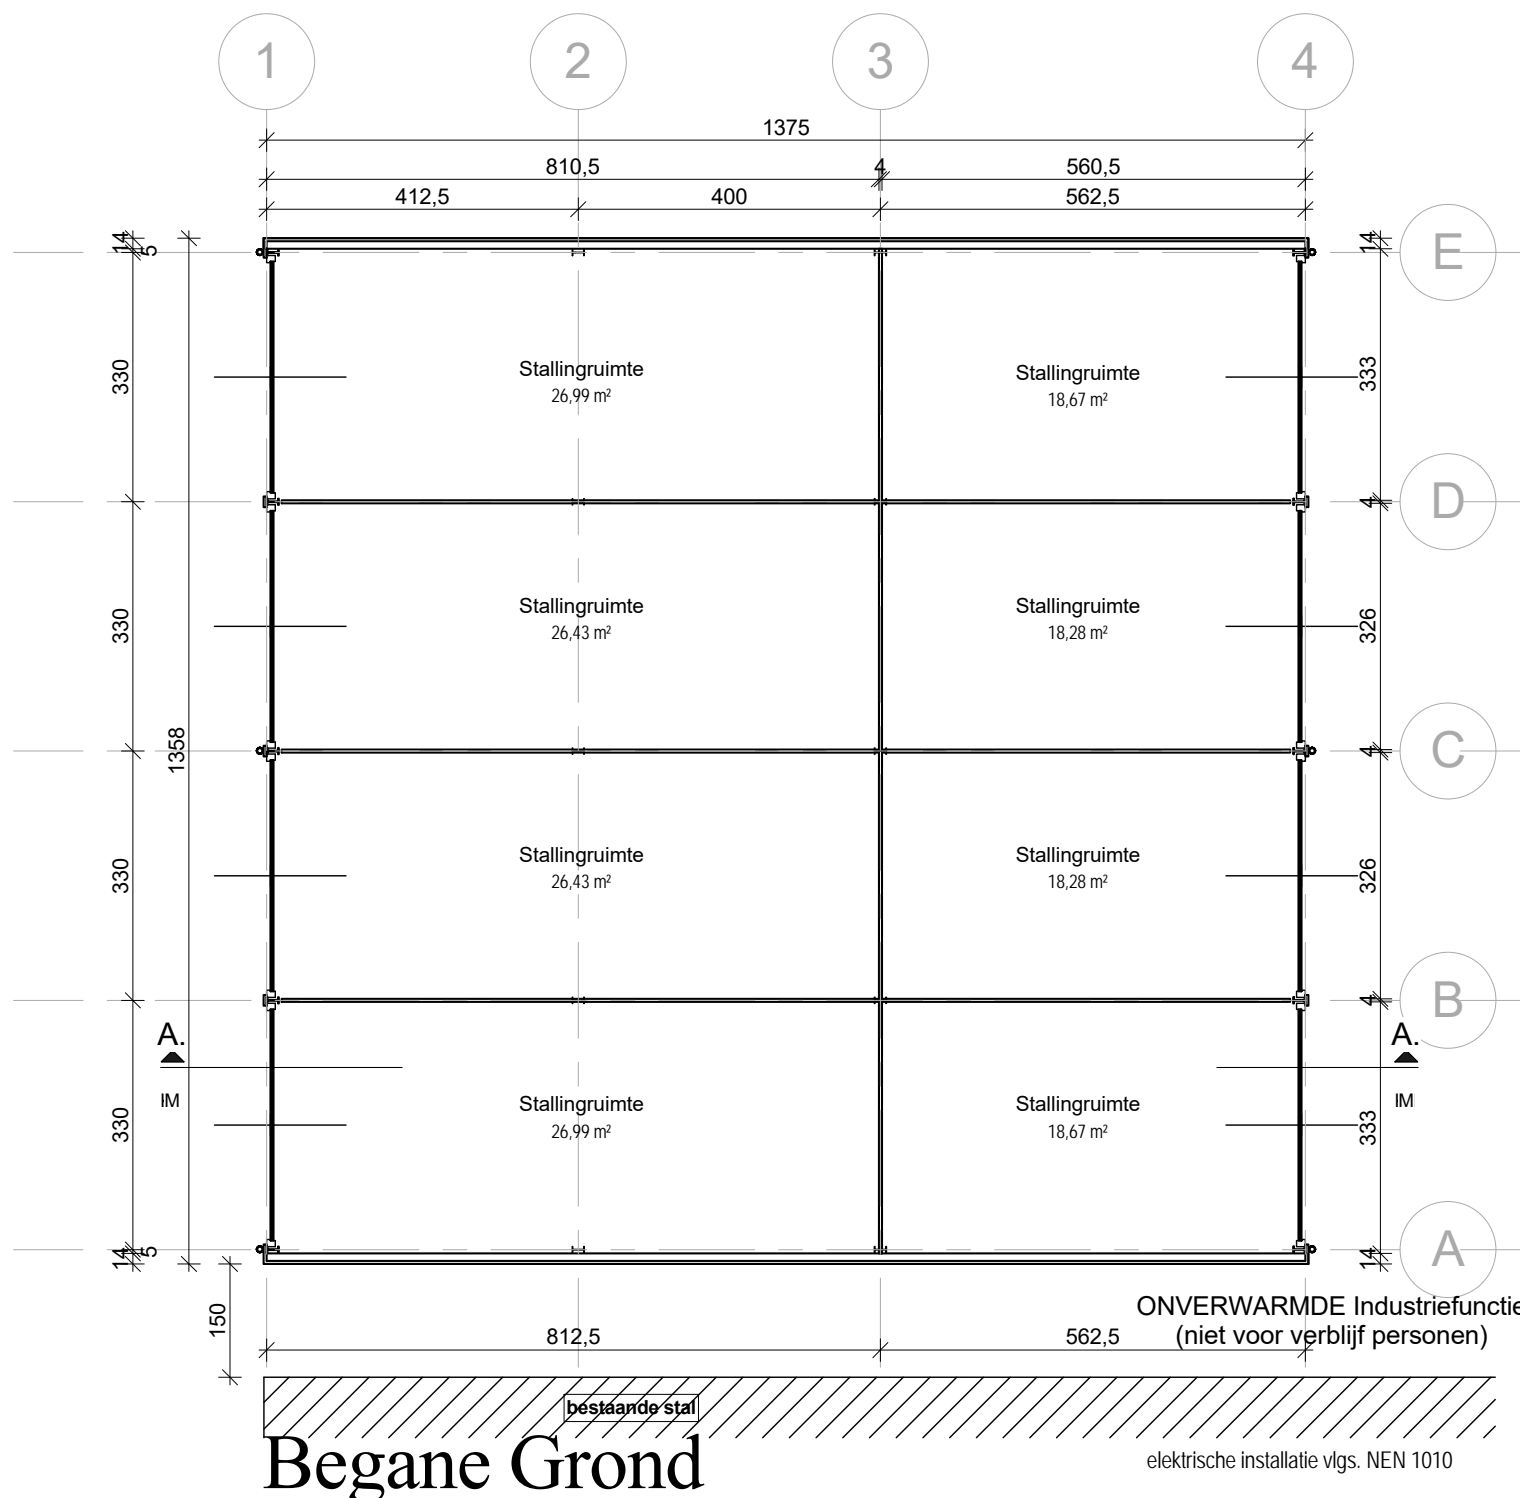 1
2
3
4
1375
810,5
4
560,5
412,5
400
562,5
14
5
14
E
330
Stallingruimte
26,99 m²
Stallingruimte
18,67 m²
333
4
D
330
Stallingruimte
26,43 m²
Stallingruimte
18,28 m²
326
1358
4
C
330
Stallingruimte
26,43 m²
Stallingruimte
18,28 m²
326
4
B
A.
A.
IM
IM
330
Stallingruimte
26,99 m²
Stallingruimte
18,67 m²
333
14
5
14
A
150
ONVERWARMDE Industriefunctie
(niet voor verblijf personen)
812,5
562,5
bestaande stal
Begane Grond
elektrische installatie vlgs. NEN 1010